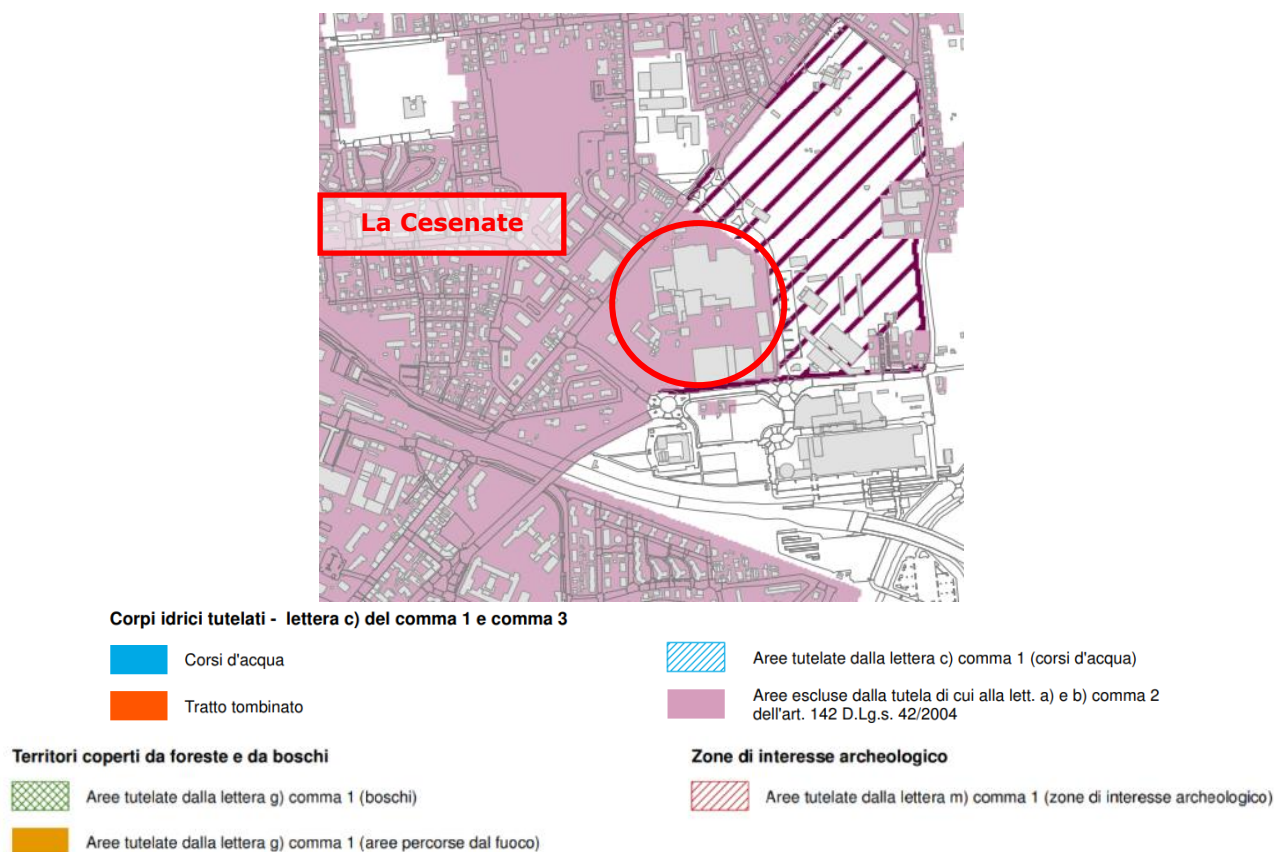 La Cesenate
Corpi idrici tutelati - lettera c) del comma 1 e comma 3
Corsi d'acqua
Tratto tombinato
Aree tutelate dalla lettera c) comma 1 (corsi d'acqua)
Aree escluse dalla tutela di cui alla lett. a) e b) comma 2
dell'art. 142 D.Lg.s. 42/2004
Territori coperti da foreste e da boschi
Aree tutelate dalla lettera g) comma 1 (boschi)
Aree tutelate dalla lettera g) comma 1 (aree percorse dal fuoco)
Zone di interesse archeologico
Aree tutelate dalla lettera m) comma 1 (zone di interesse archeologico)